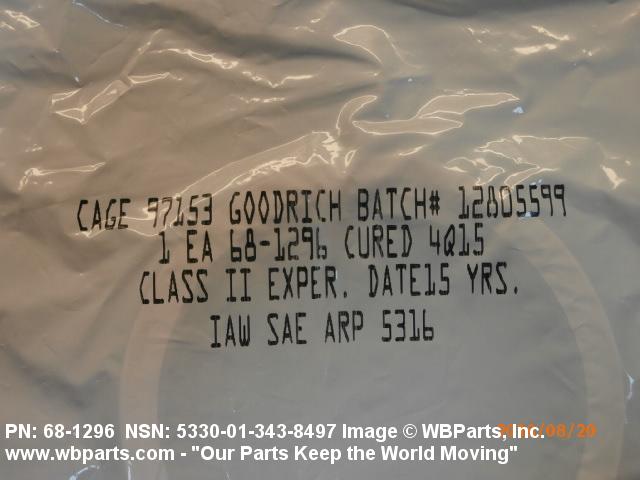 CAGE 97153 GOODRICH BATCH# 12805599
1 EA 68-1296 CURED 4Q15
CLASS II EXPER. DATE15 YRS.
IAW SAE ARP 5316
PN: 68-1296 NSN: 5330-01-343-8497 Image © WBParts, Inc.
www.wbparts.com - "Our Parts Keep the World Moving"